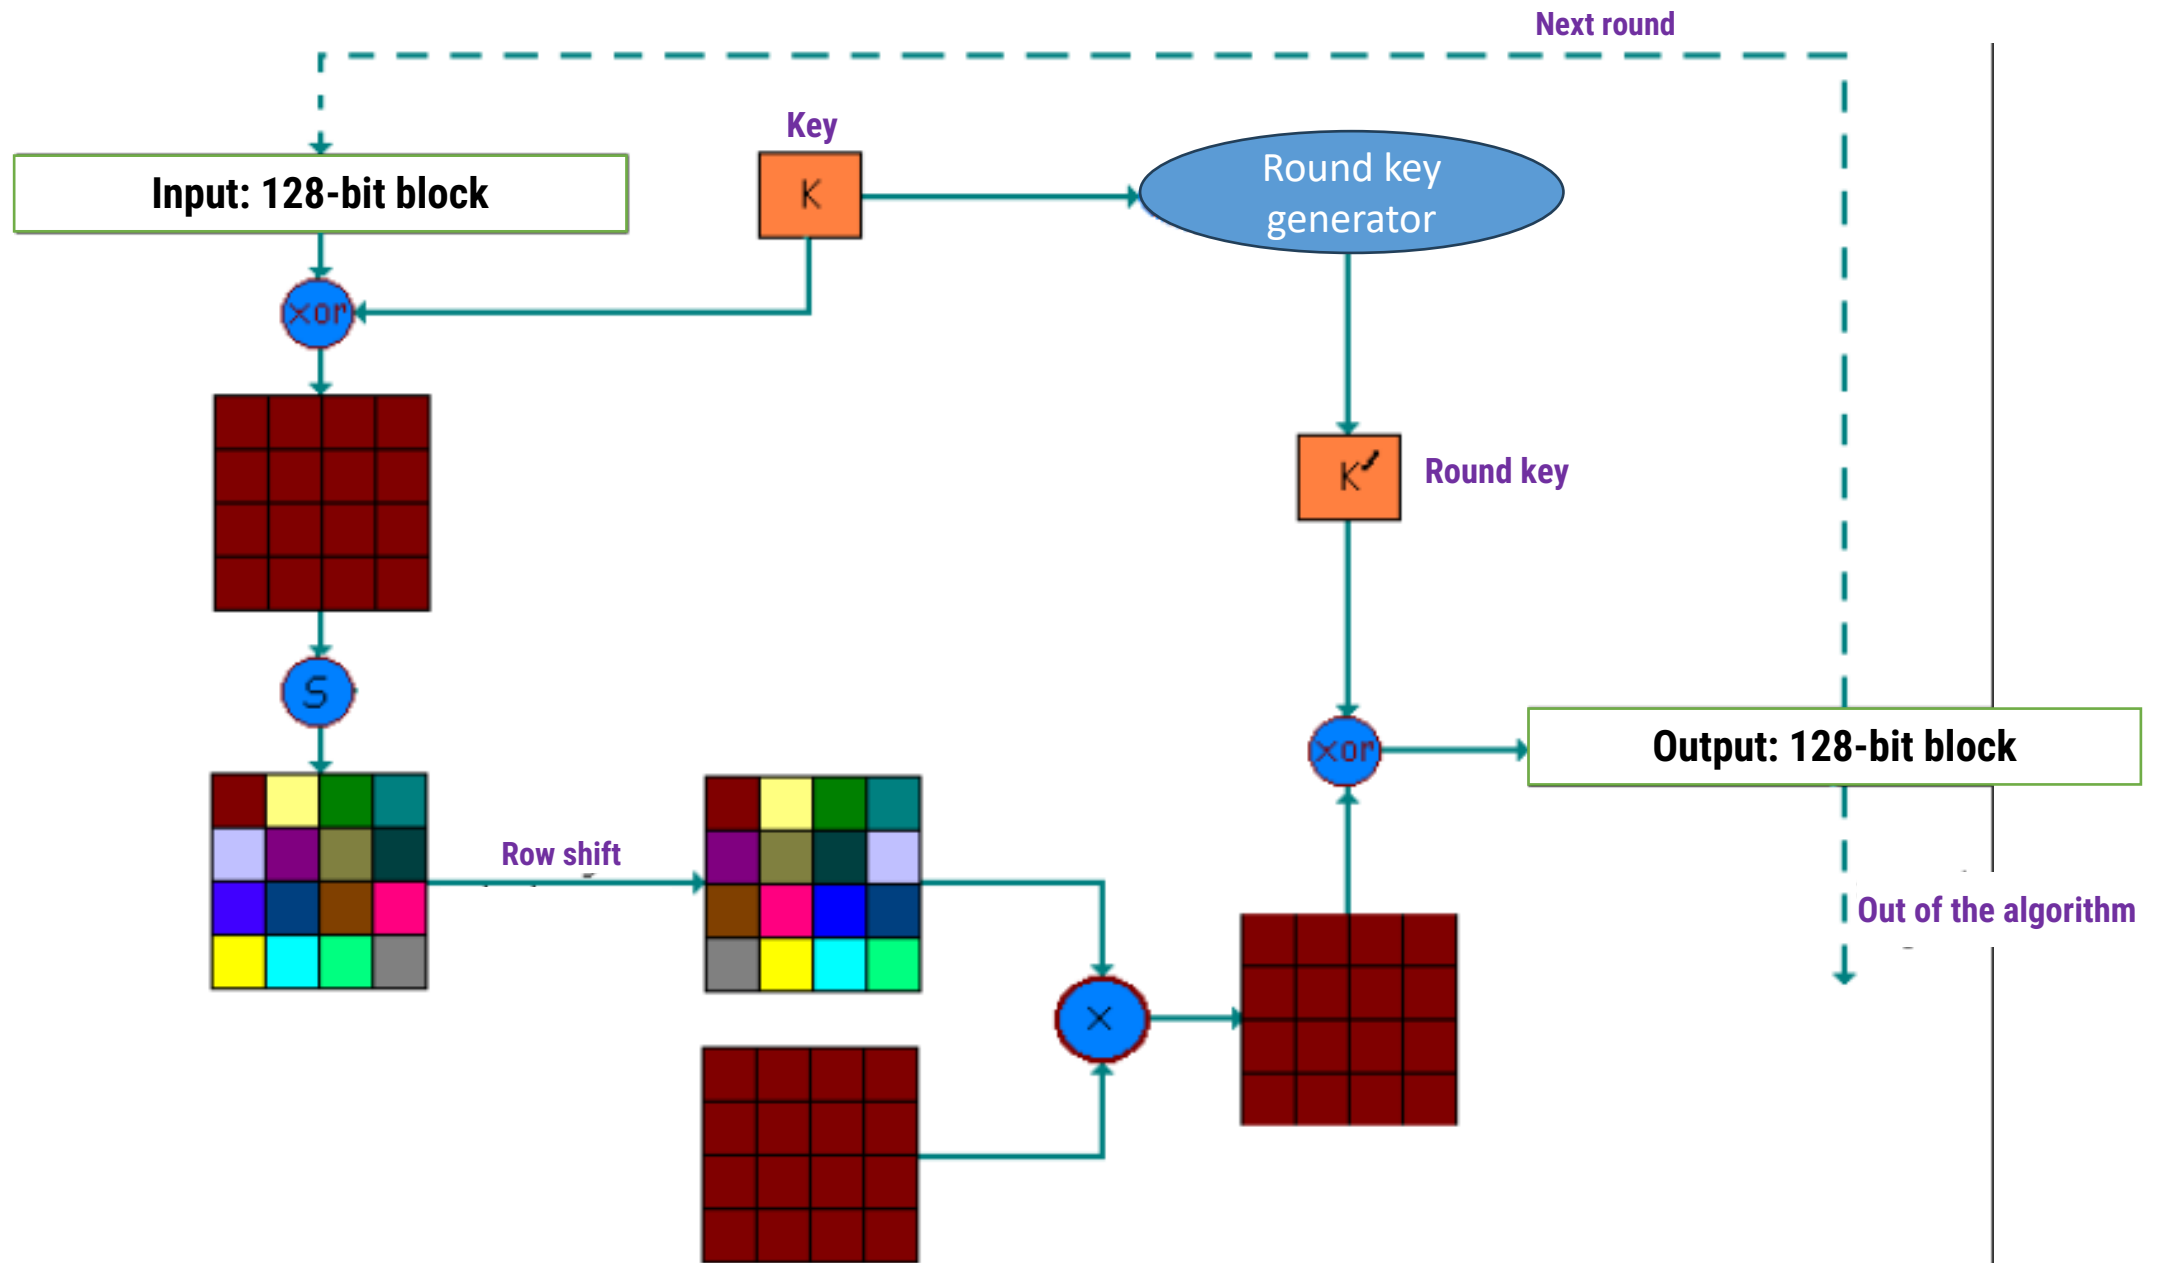 Next round
Key
Input: 128-bit block
K
Round key
generator
xor
K′
Round key
S
xor
Output: 128-bit block
Row shift
Out of the algorithm
X